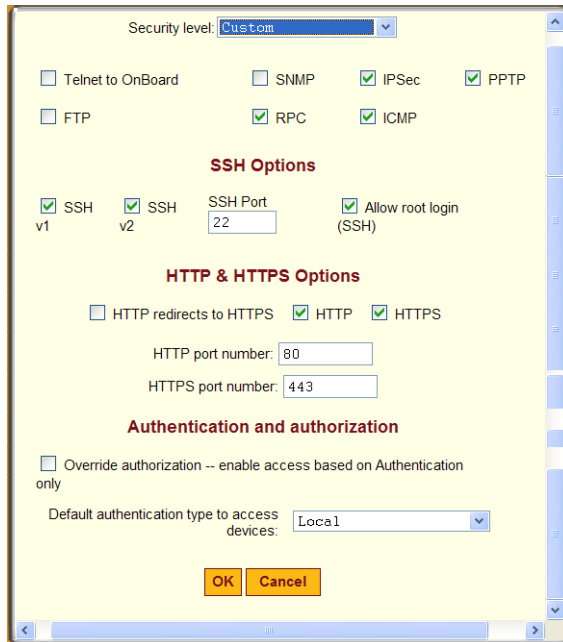 Security level: Custom
Telnet to OnBoard SNMP IPSec PPTP
FTP RPC ICMP
SSH Options
SSH v1 SSH v2 SSH Port 22 Allow root login (SSH)
HTTP & HTTPS Options
HTTP redirects to HTTPS HTTP HTTPS
HTTP port number: 80
HTTPS port number: 443
Authentication and authorization
Override authorization -- enable access based on Authentication
only
Default authentication type to access
devices: Local
OK Cancel